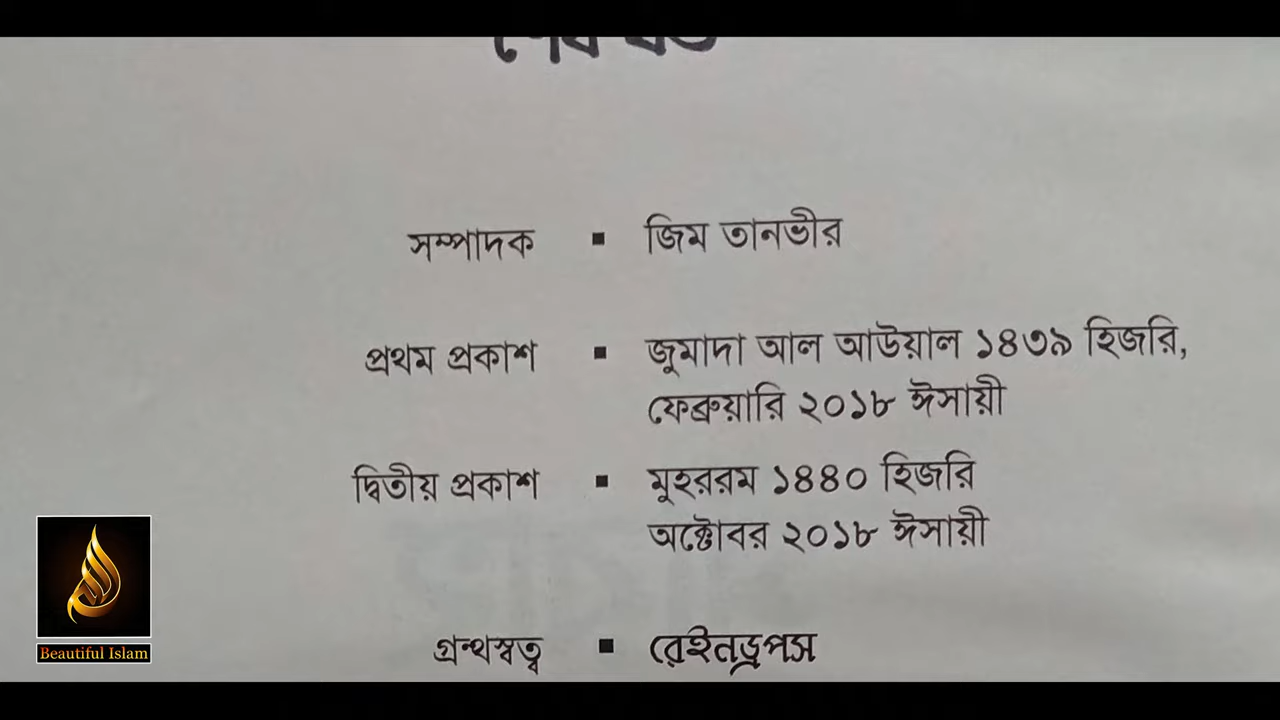 সম্পাদক ▪ জিম তানভীর
প্রথম প্রকাশ ▪ জুমাদা আল আউয়াল ১৪৩৯ হিজরি,
ফেব্রুয়ারি ২০১৮ ঈসায়ী
দ্বিতীয় প্রকাশ ▪ মুহররম ১৪৪০ হিজরি
অক্টোবর ২০১৮ ঈসায়ী
গ্রন্থস্বত্ব ▪ রেইনড্রপস
Beautiful Islam